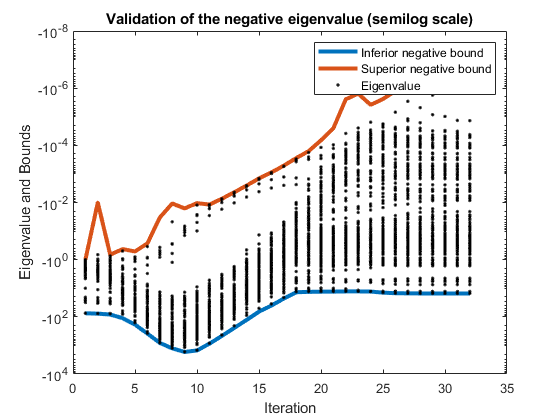 Validation of the negative eigenvalue (semilog scale)
-10^-8
-10^-6
-10^-4
-10^-2
-10^0
-10^2
-10^4
Eigenvalue and Bounds
Inferior negative bound
Superior negative bound
Eigenvalue
0 5 10 15 20 25 30 35
Iteration